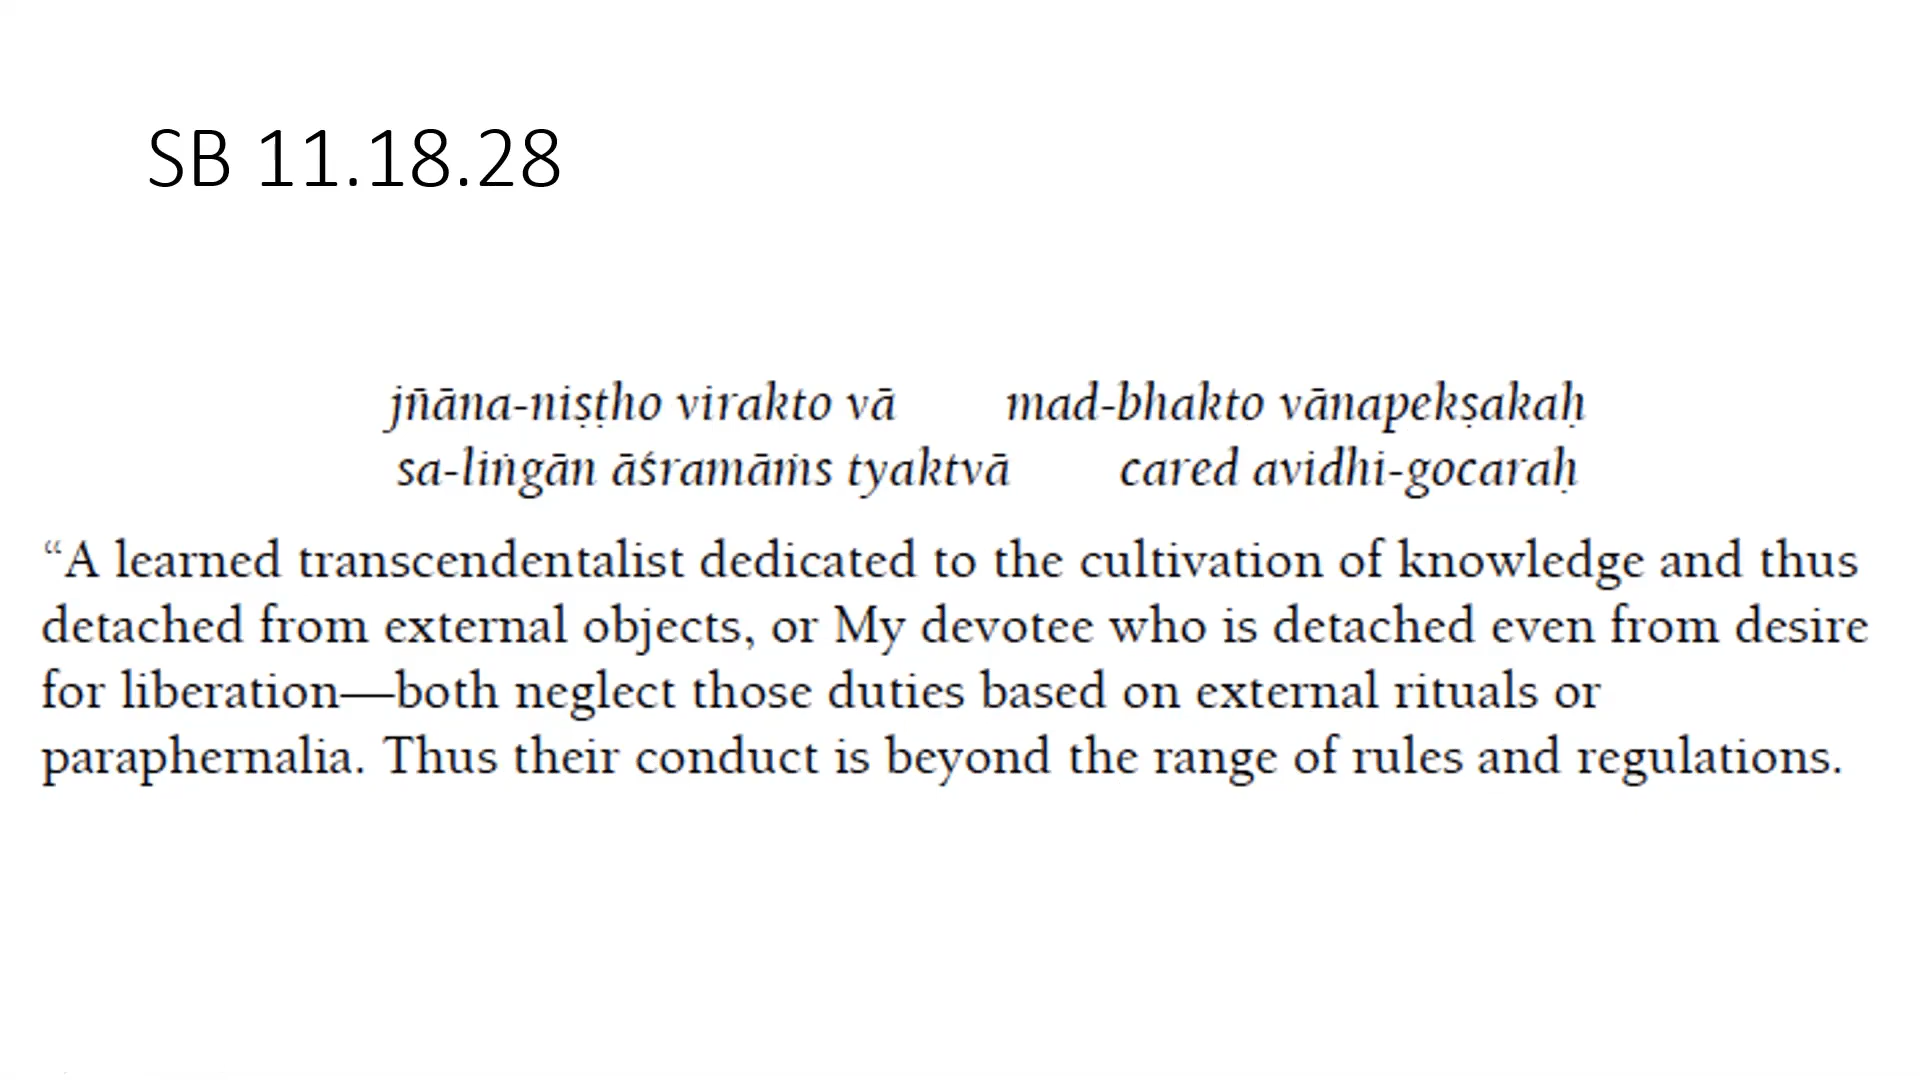 SB 11.18.28
jñāna-niṣṭho virakto vā mad-bhakto vānapekṣakaḥ
sa-liṅgān āśramāṁs tyaktvā cared avidhi-gocaraḥ
“A learned transcendentalist dedicated to the cultivation of knowledge and thus
detached from external objects, or My devotee who is detached even from desire
for liberation—both neglect those duties based on external rituals or
paraphernalia. Thus their conduct is beyond the range of rules and regulations.